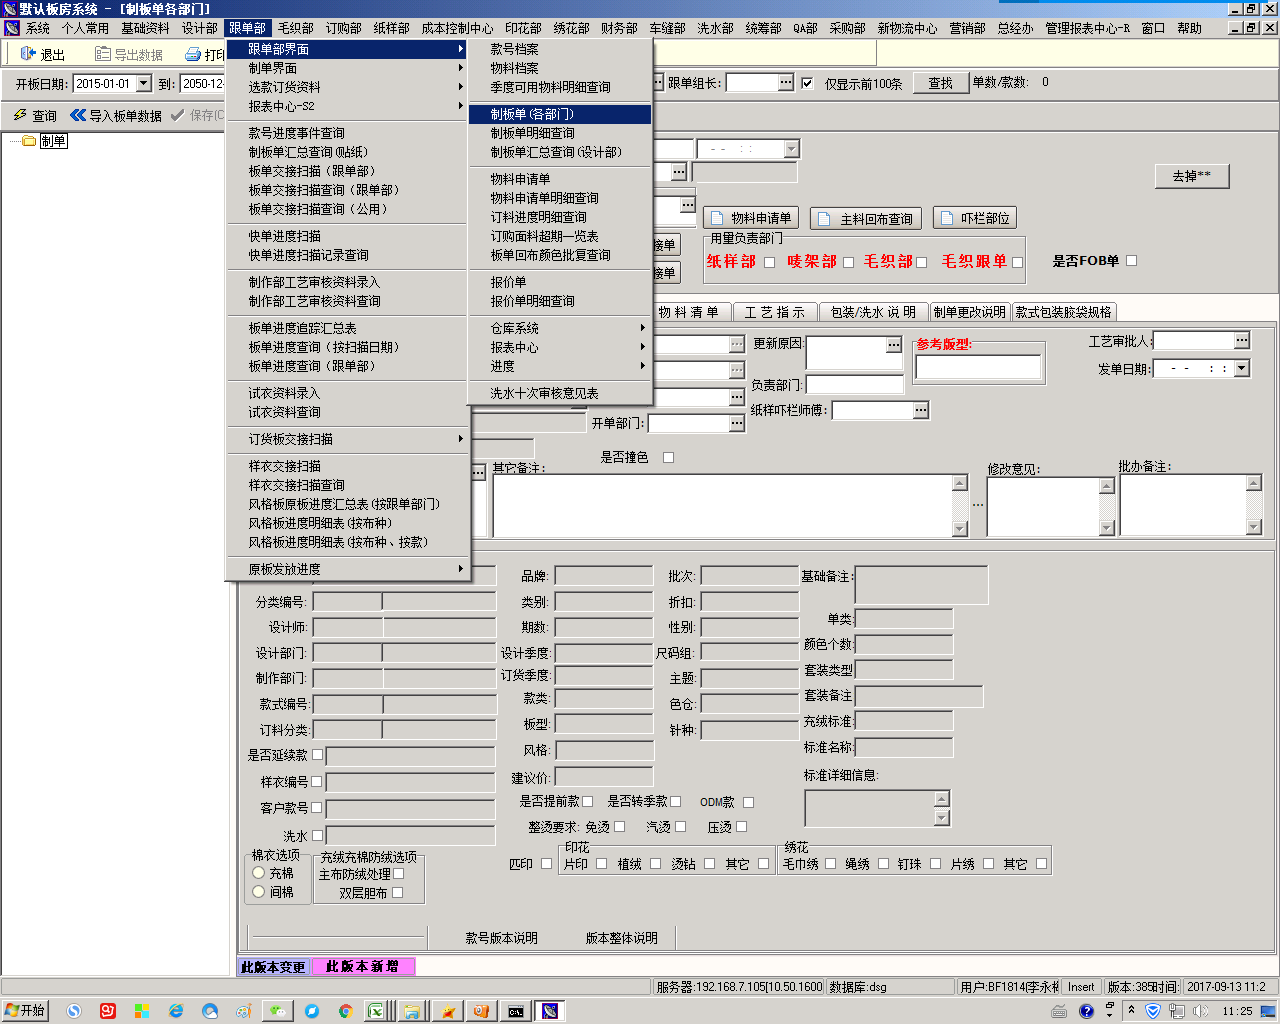 默认板房系统 - [制板单各部门]
系统 个人常用 基础资料 设计部 跟单部 毛织部 订购部 纸样部 成本控制中心 印花部 绣花部 财务部 车缝部 洗水部 统筹部 QA部 采购部 新物流中心 营销部 总经办 管理报表中心-R 窗口 帮助
退出 导出数据
开板日期: 2015-01-01 到: 2050-12- 跟单组长: 仅显示前100条 查找 单数/款数: 0
查询 导入板单数据
制单
跟单部界面
制单界面
选款订货资料
报表中心-S2
款号进度事件查询
制板单汇总查询(贴纸)
板单交接扫描（跟单部）
板单交接扫描查询（跟单部）
板单交接扫描查询（公用）
快单进度扫描
快单进度扫描记录查询
制作部工艺审核资料录入
制作部工艺审核资料查询
板单进度追踪汇总表
板单进度查询（按扫描日期）
板单进度查询（跟单部）
试衣资料录入
试衣资料查询
订货板交接扫描
样衣交接扫描
样衣交接扫描查询
风格板原板进度汇总表(按跟单部门)
风格板进度明细表(按布种)
风格板进度明细表(按布种、按款)
原板发放进度
款号档案
物料档案
季度可用物料明细查询
制板单(各部门)
制板单明细查询
制板单汇总查询(设计部)
物料申请单
物料申请单明细查询
订料进度明细查询
订购面料超期一览表
板单回布颜色批复查询
报价单
报价单明细查询
仓库系统
报表中心
进度
洗水十次审核意见表
- - : :
去掉**
物料申请单 主料回布查询 吓栏部位
接单
接单
用量负责部门
纸样部 唛架部 毛织部 毛织跟单
是否FOB单
物 料 清 单 工 艺 指 示 包装/洗水 说 明 制单更改说明 款式包装胶袋规格
更新原因: 参考版型: 工艺审批人:
发单日期: - - : :
负责部门:
开单部门: 纸样吓栏师傅:
是否撞色
其它备注: 修改意见: 批办备注:
品牌: 批次: 基础备注:
分类编号: 类别: 折扣: 单类:
设计师: 期数: 性别: 颜色个数:
设计部门: 设计季度: 尺码组: 套装类型
制作部门: 订货季度: 主题: 套装备注
款式编号: 款类: 色仓: 充绒标准:
订料分类: 板型: 针种: 标准名称:
是否延续款 风格:
样衣编号 建议价: 标准详细信息:
客户款号 是否提前款 是否转季款 ODM款
洗水 整烫要求: 免烫 汽烫 压烫
棉衣选项
充棉
间棉
充绒充棉防绒选项
主布防绒处理
双层胆布
匹印
印花
片印 植绒 烫钻 其它
绣花
毛巾绣 绳绣 钉珠 片绣 其它
款号版本说明 版本整体说明
此版本变更 此版本新增
服务器:192.168.7.105[10.50.1600 数据库:dsg 用户:BF1814(李永 Insert 版本:385 时间: 2017-09-13 11:2
开始 11:25